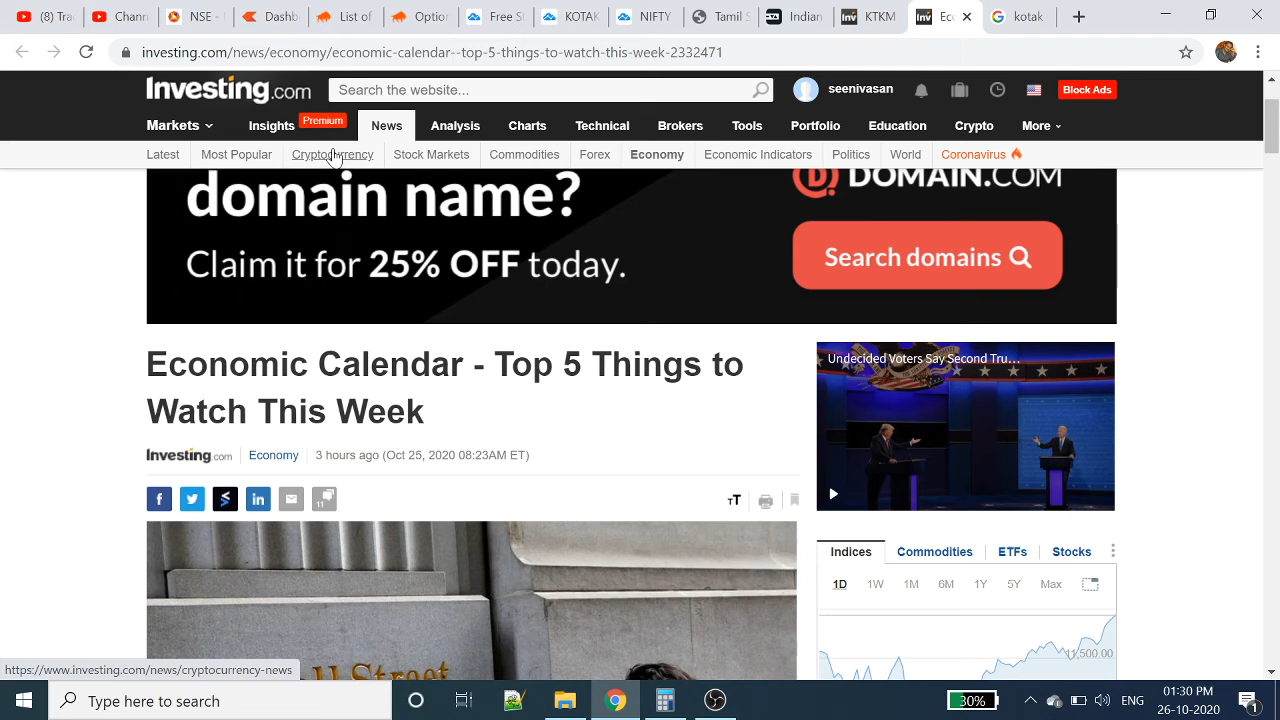 (8) Tr
Charn
NSE -
Dashb
List of
Option
Free S
KOTAK
NIFTY
Tamil S
Indian
KTKM
Ec
kotak
investing.com/news/economy/economic-calendar--top-5-things-to-watch-this-week-2332471
Investing.com
Search the website...
seenivasan
Block Ads
Markets
Insights
Premium
News
Analysis
Charts
Technical
Brokers
Tools
Portfolio
Education
Crypto
More
Latest
Most Popular
Cryptocurrency
Stock Markets
Commodities
Forex
Economy
Economic Indicators
Politics
World
Coronavirus
domain name?
DOMAIN.COM
Claim it for 25% OFF today.
Search domains
Economic Calendar - Top 5 Things to
Watch This Week
Investing.com
Economy
3 hours ago (Oct 25, 2020 08:23AM ET)
11
TT
Undecided Voters Say Second Tru...
Indices
Commodities
ETFs
Stocks
1D
1W
1M
6M
1Y
5Y
Max
11,500.00
U Street
https://www.investing.com/news/cryptocurrency-news
Type here to search
30%
ENG
01:30 PM
26-10-2020
1